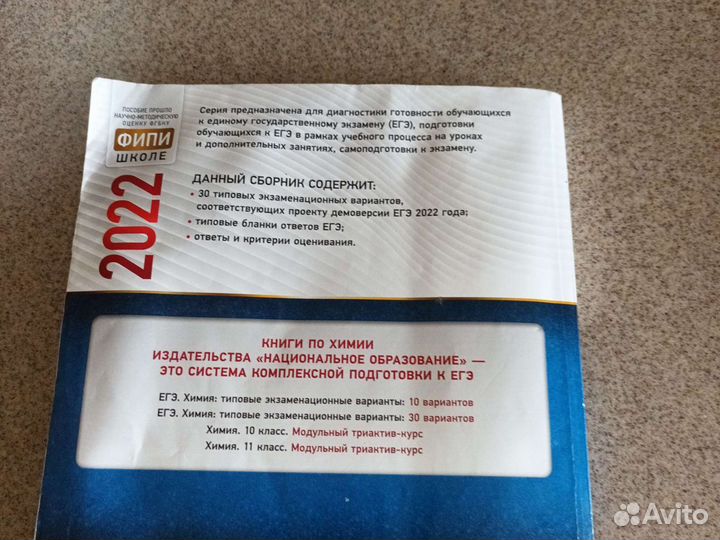 ПОСОБИЕ ПРОШЛО
НАУЧНО-МЕТОДИЧЕСКУЮ
ОЦЕНКУ ФГБНУ
ФИПИ
ШКОЛЕ
2022
Серия предназначена для диагностики готовности обучающихся
к единому государственному экзамену (ЕГЭ), подготовки
обучающихся к ЕГЭ в рамках учебного процесса на уроках
и дополнительных занятиях, самоподготовки к экзамену.
ДАННЫЙ СБОРНИК СОДЕРЖИТ:
• 30 типовых экзаменационных вариантов,
соответствующих проекту демоверсии ЕГЭ 2022 года;
• типовые бланки ответов ЕГЭ;
• ответы и критерии оценивания.
КНИГИ ПО ХИМИИ
ИЗДАТЕЛЬСТВА «НАЦИОНАЛЬНОЕ ОБРАЗОВАНИЕ» —
ЭТО СИСТЕМА КОМПЛЕКСНОЙ ПОДГОТОВКИ К ЕГЭ
ЕГЭ. Химия: типовые экзаменационные варианты: 10 вариантов
ЕГЭ. Химия: типовые экзаменационные варианты: 30 вариантов
Химия. 10 класс. Модульный триактив-курс
Химия. 11 класс. Модульный триактив-курс
Avito